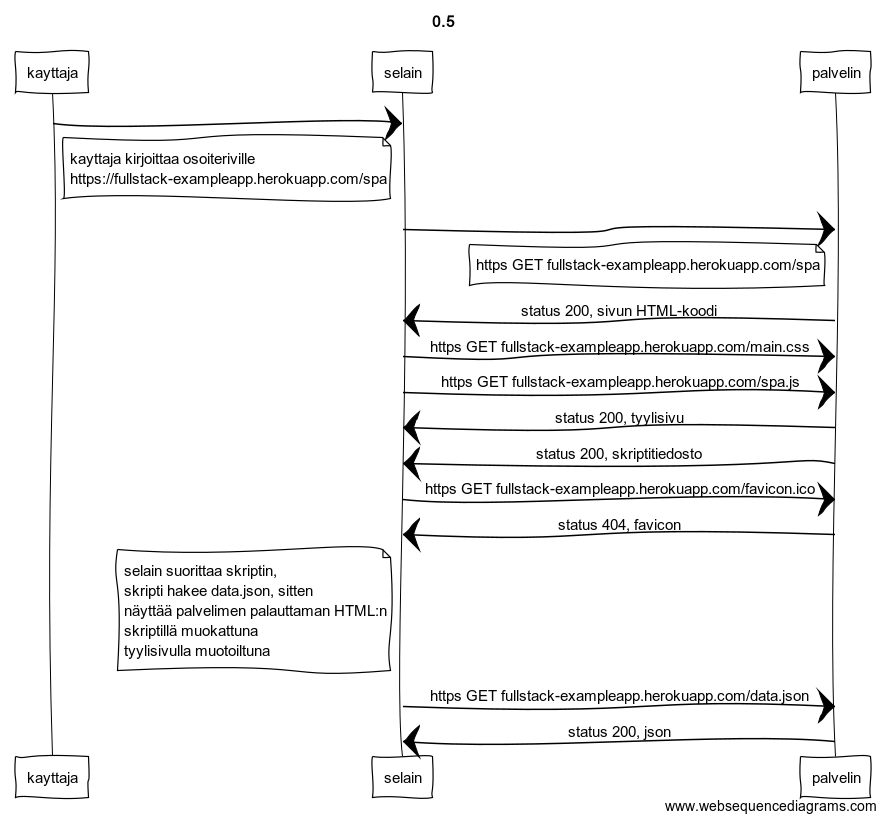 0.5
kayttaja
selain
palvelin
kayttaja kirjoittaa osoiteriville
https://fullstack-exampleapp.herokuapp.com/spa
https GET fullstack-exampleapp.herokuapp.com/spa
status 200, sivun HTML-koodi
https GET fullstack-exampleapp.herokuapp.com/main.css
https GET fullstack-exampleapp.herokuapp.com/spa.js
status 200, tyylisivu
status 200, skriptitiedosto
https GET fullstack-exampleapp.herokuapp.com/favicon.ico
status 404, favicon
selain suorittaa skriptin,
skripti hakee data.json, sitten
näyttää palvelimen palauttaman HTML:n
skriptillä muokattuna
tyylisivulla muotoiltuna
https GET fullstack-exampleapp.herokuapp.com/data.json
status 200, json
kayttaja
selain
palvelin
www.websequencediagrams.com